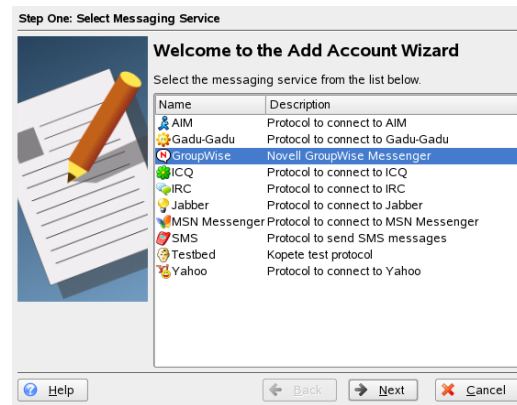 Step One: Select Messaging Service
Welcome to the Add Account Wizard
Select the messaging service from the list below.
Name Description
AIM Protocol to connect to AIM
Gadu-Gadu Protocol to connect to Gadu-Gadu
GroupWise Novell GroupWise Messenger
ICQ Protocol to connect to ICQ
IRC Protocol to connect to IRC
Jabber Protocol to connect to Jabber
MSN Messenger Protocol to connect to MSN Messenger
SMS Protocol to send SMS messages
Testbed Kopete test protocol
Yahoo Protocol to connect to Yahoo
Help Back Next Cancel